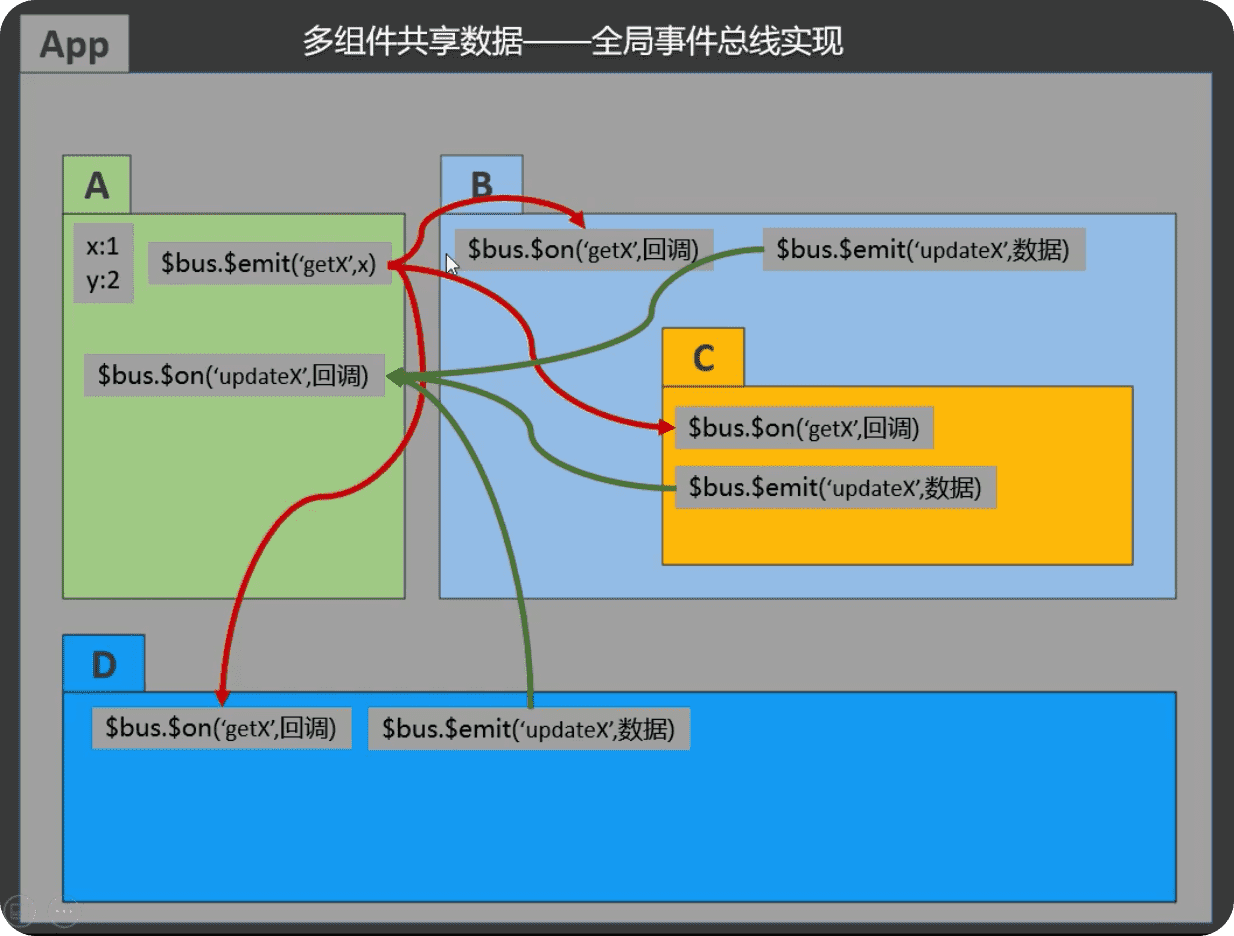 App
多组件共享数据——全局事件总线实现
A
B
x:1
y:2
$bus.$emit(‘getX’,x)
$bus.$on(‘getX’,回调)
$bus.$emit(‘updateX’,数据)
$bus.$on(‘updateX’,回调)
C
$bus.$on(‘getX’,回调)
$bus.$emit(‘updateX’,数据)
D
$bus.$on(‘getX’,回调)
$bus.$emit(‘updateX’,数据)